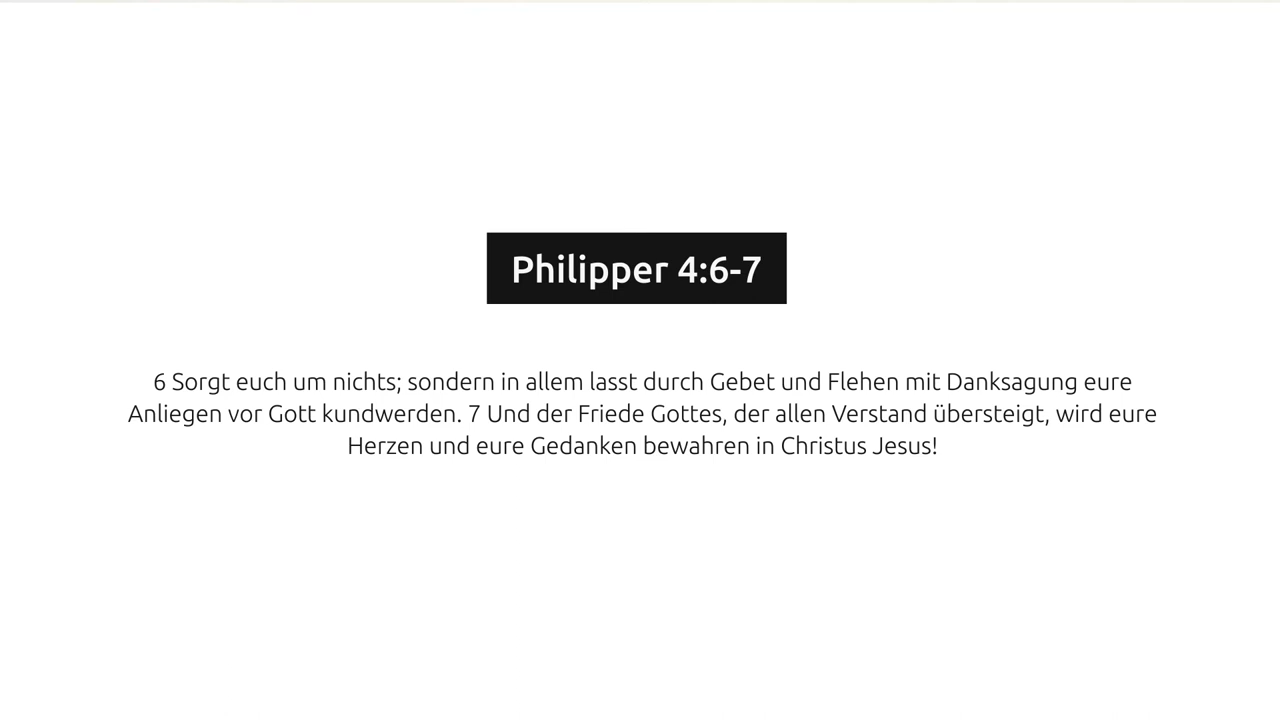 Philipper 4:6-7
6 Sorgt euch um nichts; sondern in allem lasst durch Gebet und Flehen mit Danksagung eure
Anliegen vor Gott kundwerden. 7 Und der Friede Gottes, der allen Verstand übersteigt, wird eure
Herzen und eure Gedanken bewahren in Christus Jesus!